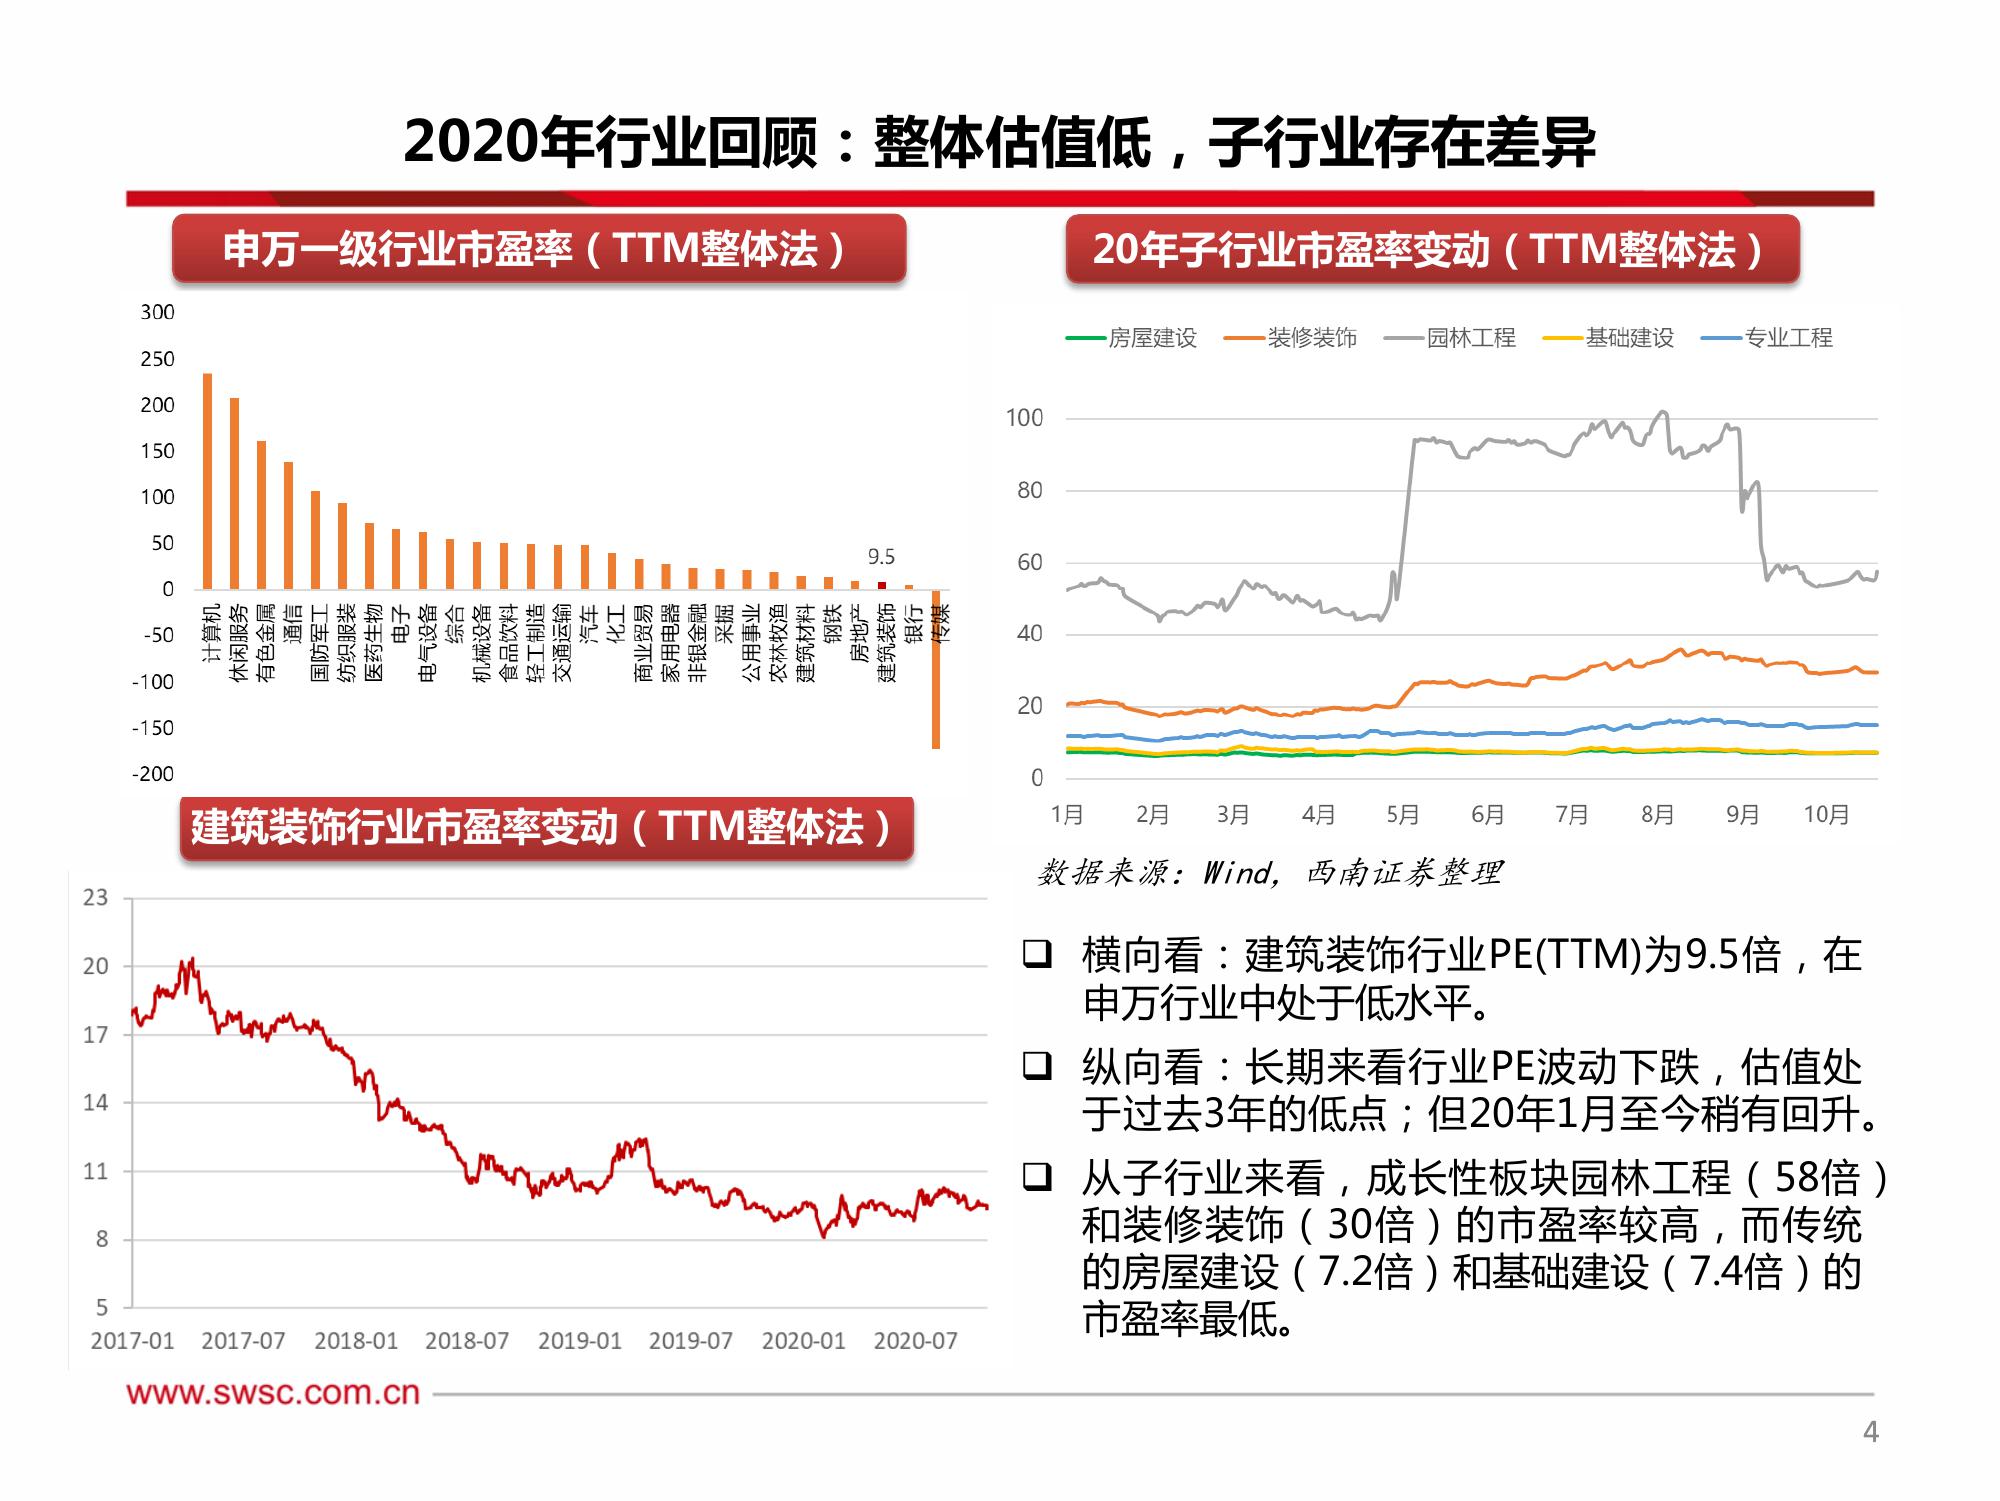 2020年行业回顾：整体估值低，子行业存在差异
申万一级行业市盈率（TTM整体法）
300
250
200
150
100
50
0
-50
-100
-150
-200
9.5
计算机
休闲服务
有色金属
通信
国防军工
纺织服装
医药生物
电子
电气设备
综合
机械设备
食品饮料
轻工制造
交通运输
汽车
化工
商业贸易
家用电器
非银金融
采掘
公用事业
农林牧渔
建筑材料
钢铁
房地产
建筑装饰
银行
传媒
20年子行业市盈率变动（TTM整体法）
房屋建设 装修装饰 园林工程 基础建设 专业工程
100
80
60
40
20
0
1月 2月 3月 4月 5月 6月 7月 8月 9月 10月
数据来源：Wind，西南证券整理
建筑装饰行业市盈率变动（TTM整体法）
23
20
17
14
11
8
5
2017-01 2017-07 2018-01 2018-07 2019-01 2019-07 2020-01 2020-07
❑ 横向看：建筑装饰行业PE(TTM)为9.5倍，在
申万行业中处于低水平。
❑ 纵向看：长期来看行业PE波动下跌，估值处
于过去3年的低点；但20年1月至今稍有回升。
❑ 从子行业来看，成长性板块园林工程（58倍）
和装修装饰（30倍）的市盈率较高，而传统
的房屋建设（7.2倍）和基础建设（7.4倍）的
市盈率最低。
www.swsc.com.cn
4